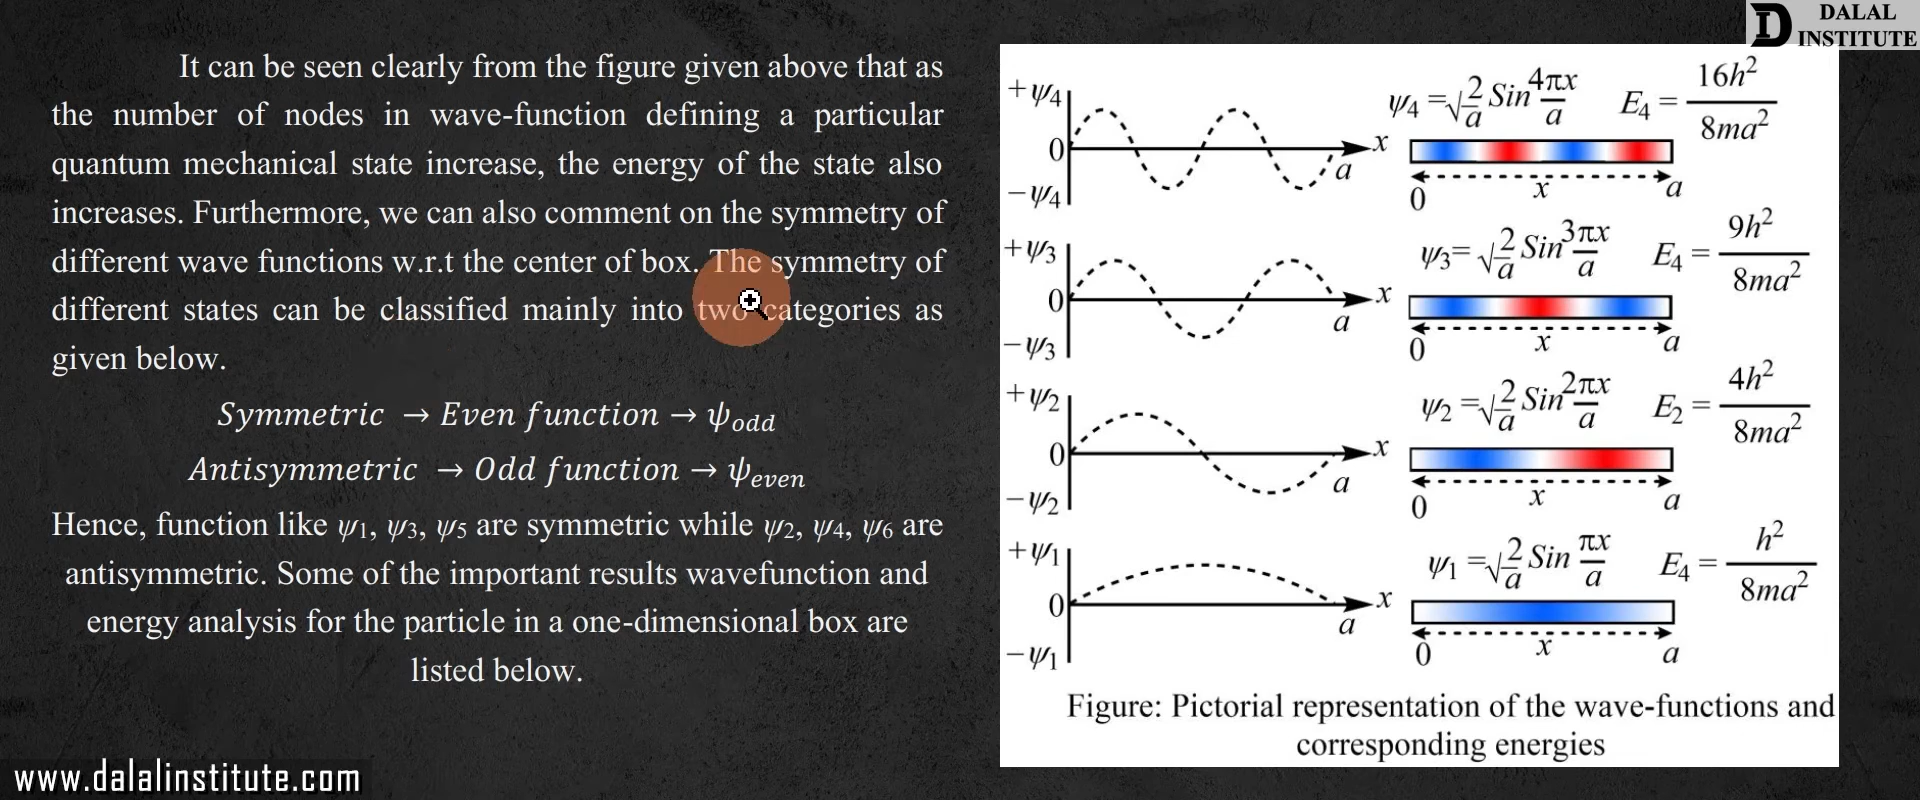 DALAL
INSTITUTE
It can be seen clearly from the figure given above that as
the number of nodes in wave-function defining a particular
quantum mechanical state increase, the energy of the state also
increases. Furthermore, we can also comment on the symmetry of
different wave functions w.r.t the center of box. The symmetry of
different states can be classified mainly into two categories as
given below.
Symmetric → Even function → ψodd
Antisymmetric → Odd function → ψeven
Hence, function like ψ1, ψ3, ψ5 are symmetric while ψ2, ψ4, ψ6 are
antisymmetric. Some of the important results wavefunction and
energy analysis for the particle in a one-dimensional box are
listed below.
www.dalalinstitute.com
+ψ4
0
−ψ4
x
a
ψ4 =√2/a Sin 4πx/a
E4 = 16h²/8ma²
0
x
a
+ψ3
0
−ψ3
x
a
ψ3= √2/a Sin 3πx/a
E4 = 9h²/8ma²
0
x
a
+ψ2
0
−ψ2
x
a
ψ2 =√2/a Sin 2πx/a
E2 = 4h²/8ma²
0
x
a
+ψ1
0
−ψ1
x
a
ψ1 =√2/a Sin πx/a
E4 = h²/8ma²
0
x
a
Figure: Pictorial representation of the wave-functions and
corresponding energies